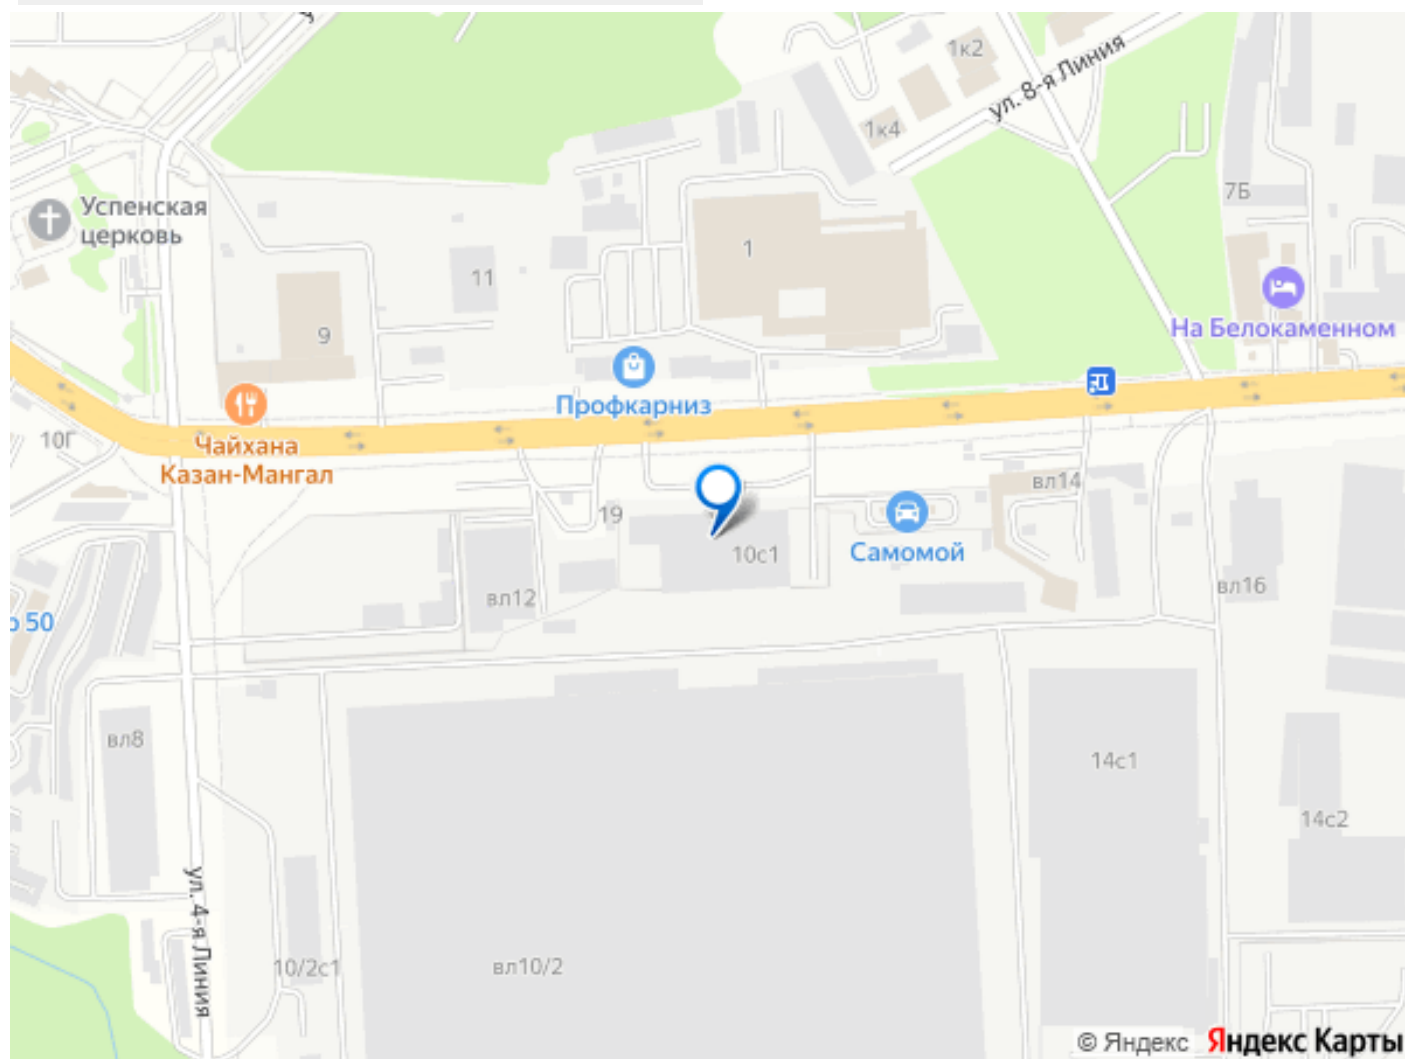 1к2
ул. 8-я Линия
1к4
7Б
Успенская
церковь
1
11
На Белокаменном
9
Профкарниз
10Г
Чайхана
Казан-Мангал
вл14
19
10с1
Самомой
вл16
вл12
о 50
вл8
14с1
14с2
ул. 4-я Линия
10/2с1
вл10/2
© Яндекс Яндекс Карты